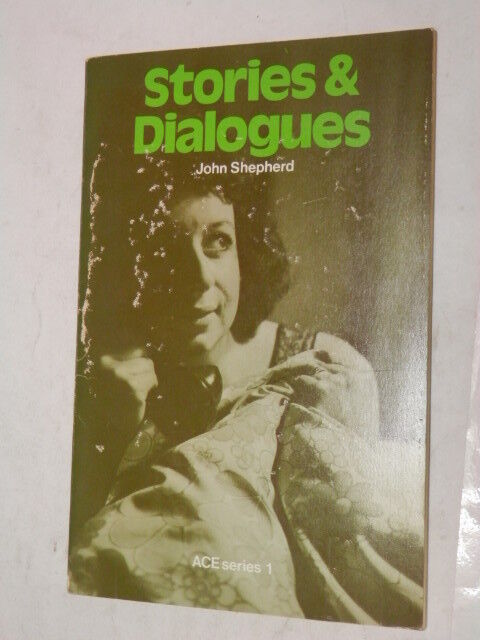 Stories &
Dialogues
John Shepherd
ACE series 1